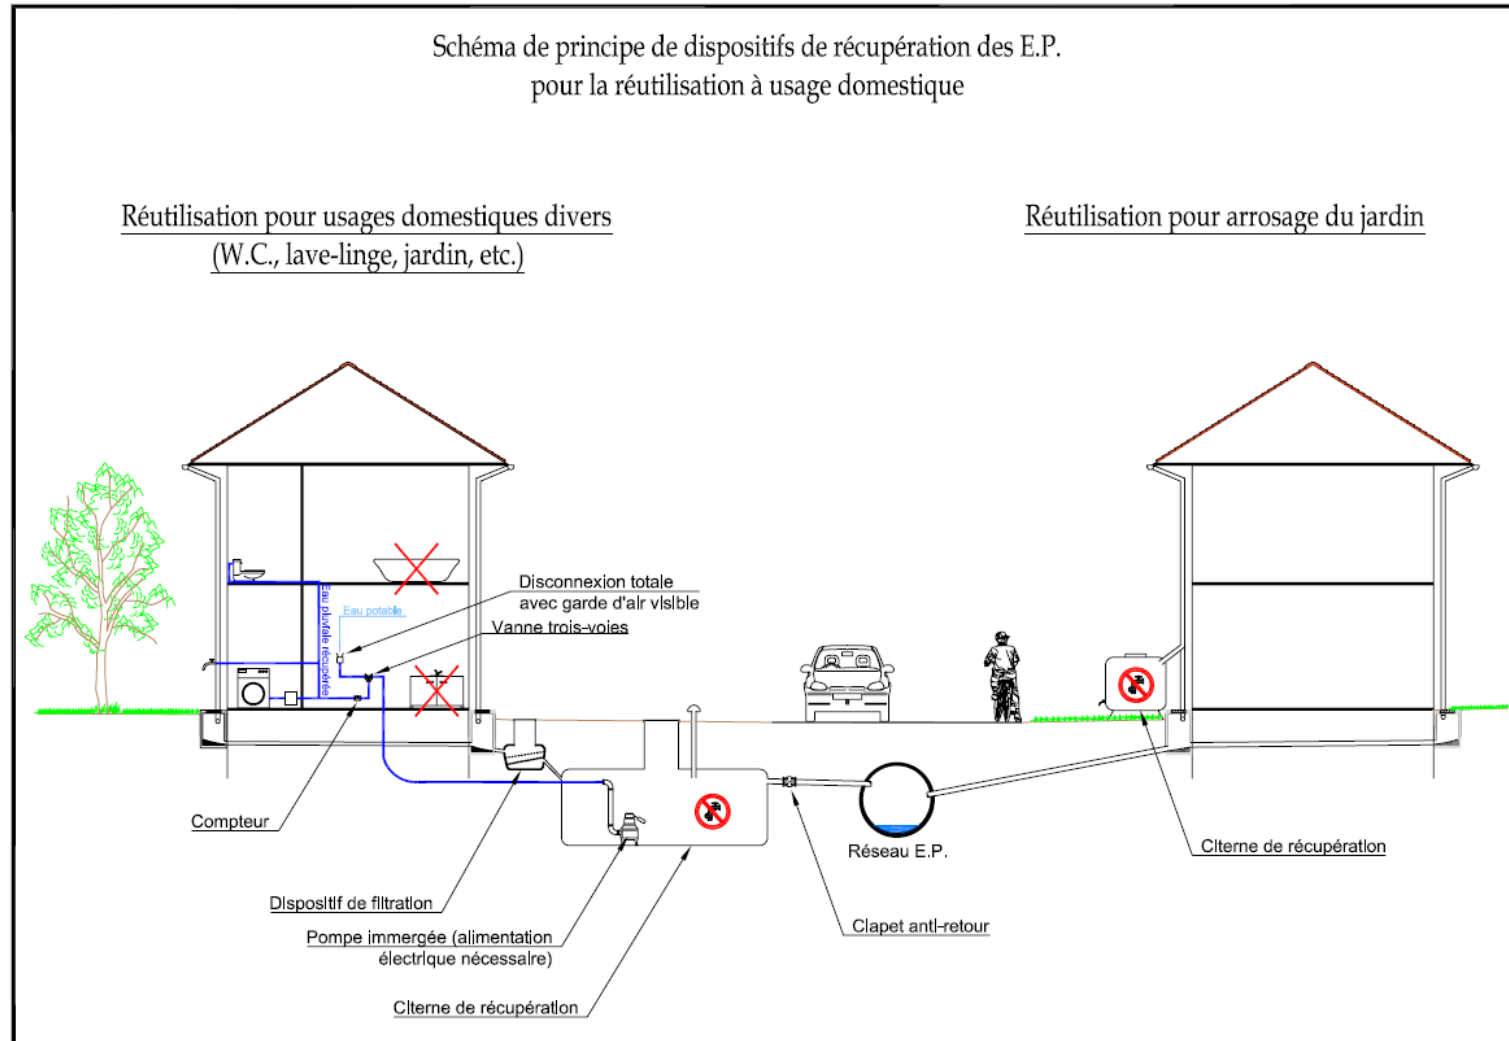 Schéma de principe de dispositifs de récupération des E.P.
pour la réutilisation à usage domestique
Réutilisation pour usages domestiques divers
(W.C., lave-linge, jardin, etc.)
Réutilisation pour arrosage du jardin
Disconnexion totale
avec garde d'air visible
Vanne trois-voies
Eau potable
Eau pluviale récupérée
Compteur
Réseau E.P.
Citerne de récupération
Dispositif de filtration
Clapet anti-retour
Pompe immergée (alimentation
électrique nécessaire)
Citerne de récupération